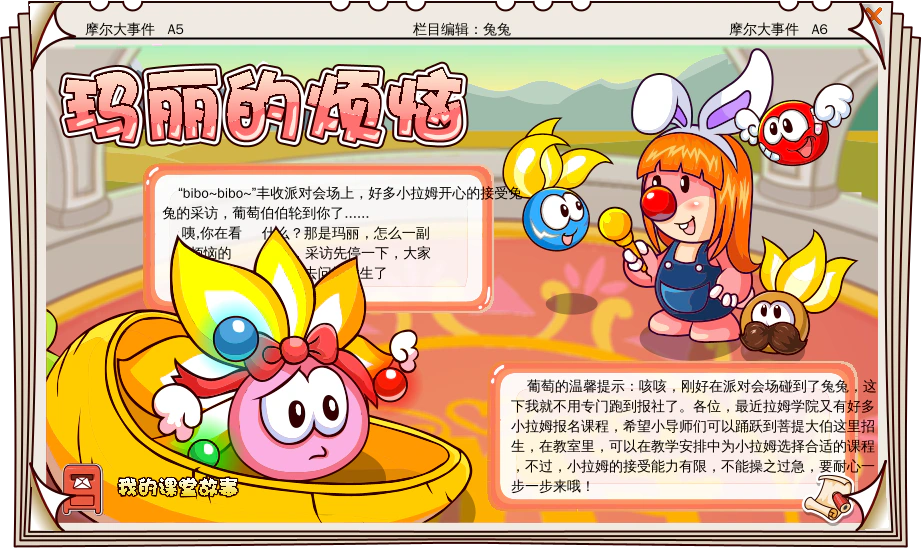 摩尔大事件 A5
栏目编辑：兔兔
摩尔大事件 A6
玛丽的烦恼
“bibo~bibo~”丰收派对会场上，好多小拉姆开心的接受兔
兔的采访，葡萄伯伯轮到你了……
咦,你在看 什么？那是玛丽，怎么一副
烦恼的 采访先停一下，大家
去问 生了
葡萄的温馨提示：咳咳，刚好在派对会场碰到了兔兔，这
下我就不用专门跑到报社了。各位，最近拉姆学院又有好多
小拉姆报名课程，希望小导师们可以踊跃到菩提大伯这里招
生，在教室里，可以在教学安排中为小拉姆选择合适的课程
，不过，小拉姆的接受能力有限，不能操之过急，要耐心一
步一步来哦！
我的课堂故事